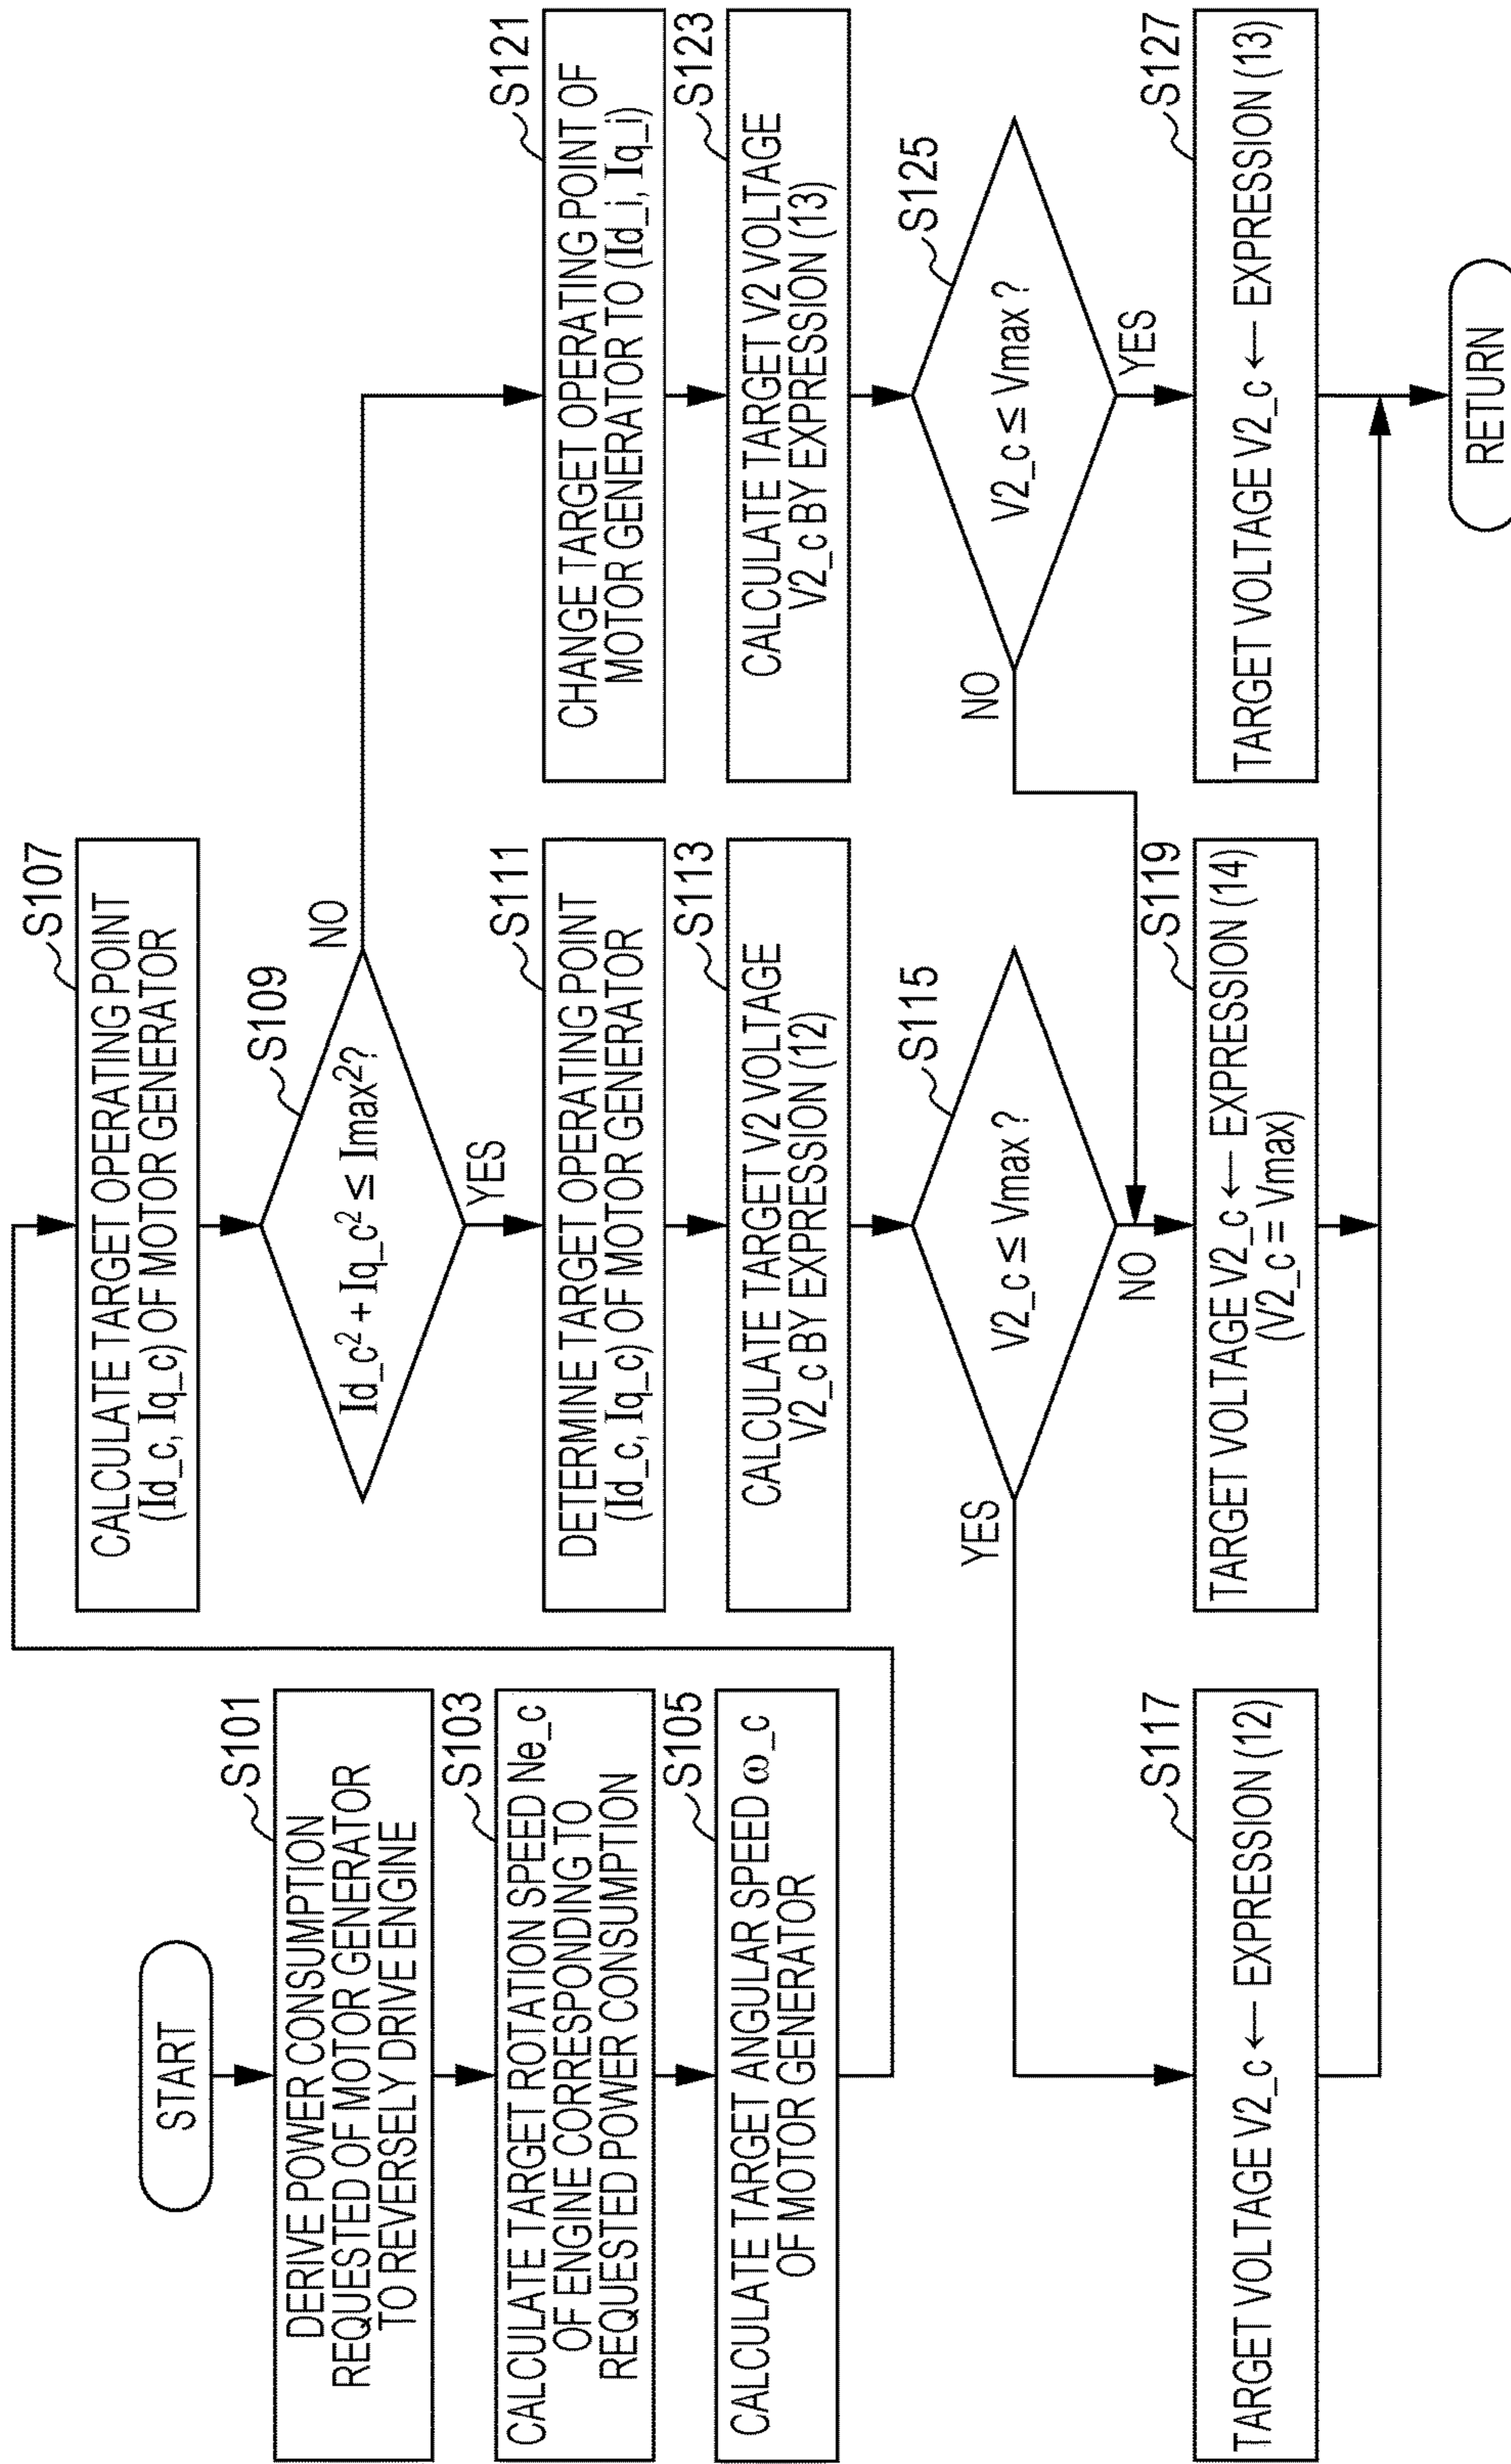 START
S101
DERIVE POWER CONSUMPTION
REQUESTED OF MOTOR GENERATOR
TO REVERSELY DRIVE ENGINE
S103
CALCULATE TARGET ROTATION SPEED Ne_c
OF ENGINE CORRESPONDING TO
REQUESTED POWER CONSUMPTION
S105
CALCULATE TARGET ANGULAR SPEED ω_c
OF MOTOR GENERATOR
S107
CALCULATE TARGET OPERATING POINT
(Id_c, Iq_c) OF MOTOR GENERATOR
S109
Id_c² + Iq_c² ≤ Imax²?
NO
YES
S111
DETERMINE TARGET OPERATING POINT
(Id_c, Iq_c) OF MOTOR GENERATOR
S113
CALCULATE TARGET V2 VOLTAGE
V2_c BY EXPRESSION (12)
S115
V2_c ≤ Vmax ?
YES
NO
S117
TARGET VOLTAGE V2_c ← EXPRESSION (12)
S119
TARGET VOLTAGE V2_c ← EXPRESSION (14)
(V2_c = Vmax)
S121
CHANGE TARGET OPERATING POINT OF
MOTOR GENERATOR TO (Id_i, Iq_i)
S123
CALCULATE TARGET V2 VOLTAGE
V2_c BY EXPRESSION (13)
S125
V2_c ≤ Vmax ?
NO
YES
S127
TARGET VOLTAGE V2_c ← EXPRESSION (13)
RETURN